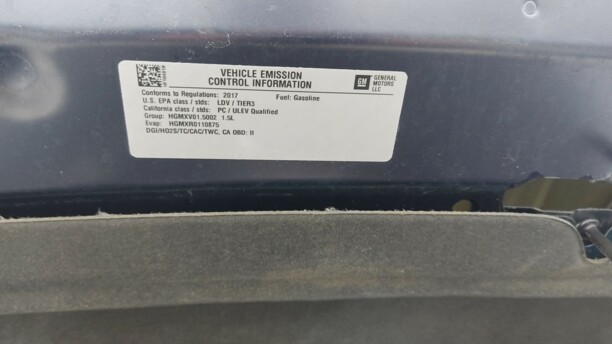 VEHICLE EMISSION
CONTROL INFORMATION
GM
GENERAL
MOTORS
LLC
Conforms to Regulations: 2017 Fuel: Gasoline
U.S. EPA class / stds: LDV / TIER3
California class / stds: PC / ULEV Qualified
Group: HGMXV01.5002 1.5L
Evap: HGMXR0110875
DGI/HO2S/TC/CAC/TWC, CA OBD: II